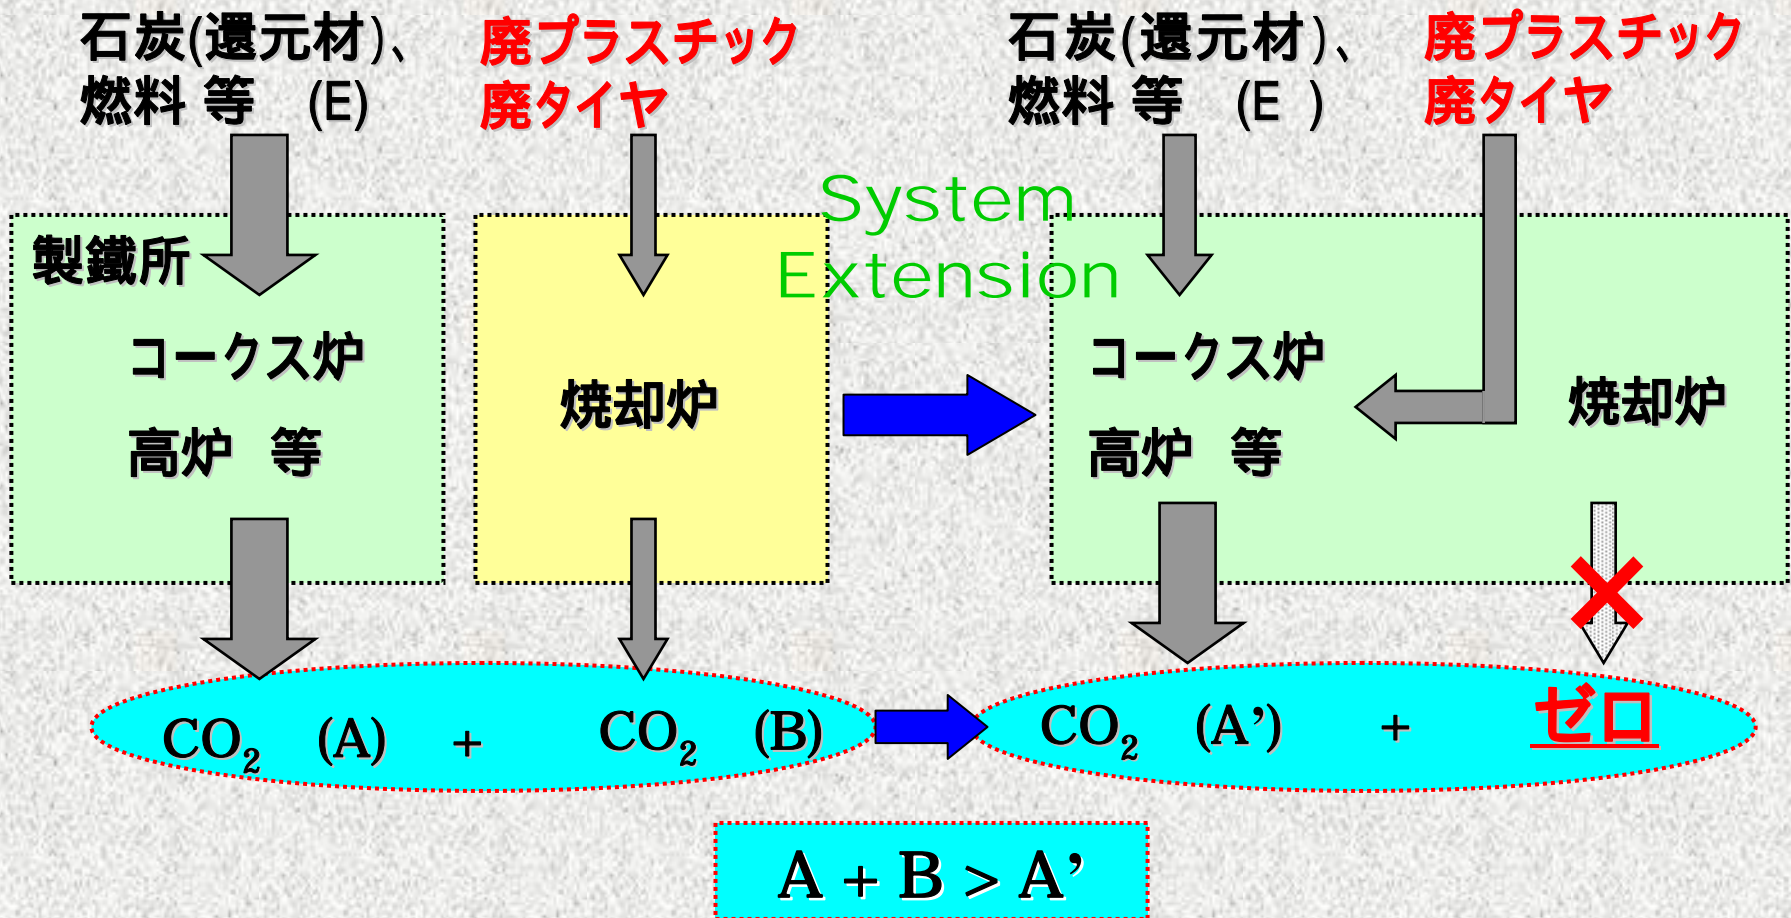 石炭(還元材)、
燃料 等 (E)
廃プラスチック
廃タイヤ
石炭(還元材)、
燃料 等 (E )
廃プラスチック
廃タイヤ
System
Extension
製鐵所
コークス炉
高炉 等
焼却炉
コークス炉
高炉 等
焼却炉
CO₂ (A) + CO₂ (B)
CO₂ (A’) + ゼロ
A + B > A’